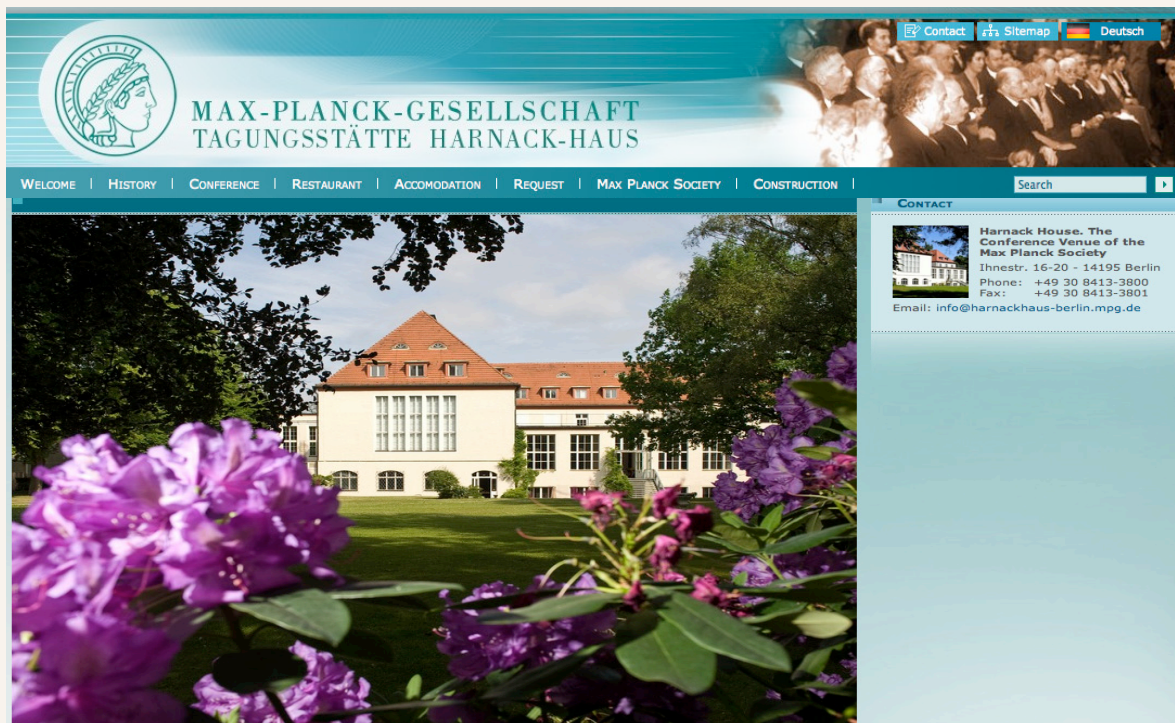 Contact
Sitemap
Deutsch
MAX-PLANCK-GESELLSCHAFT
TAGUNGSSTÄTTE HARNACK-HAUS
WELCOME | HISTORY | CONFERENCE | RESTAURANT | ACCOMODATION | REQUEST | MAX PLANCK SOCIETY | CONSTRUCTION |
Search
CONTACT
Harnack House. The
Conference Venue of the
Max Planck Society
Ihnestr. 16-20 - 14195 Berlin
Phone: +49 30 8413-3800
Fax: +49 30 8413-3801
Email: info@harnackhaus-berlin.mpg.de